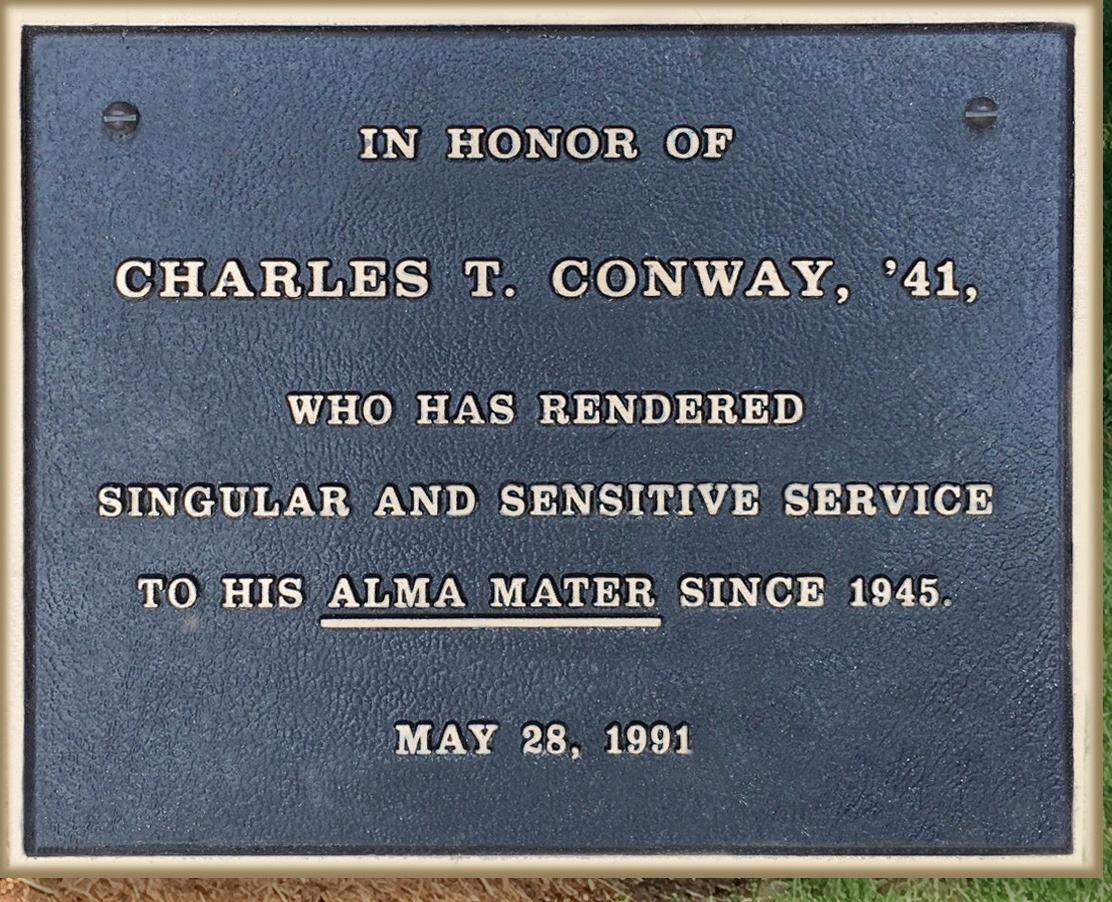 IN HONOR OF
CHARLES T. CONWAY, ’41,
WHO HAS RENDERED
SINGULAR AND SENSITIVE SERVICE
TO HIS ALMA MATER SINCE 1945.
MAY 28, 1991